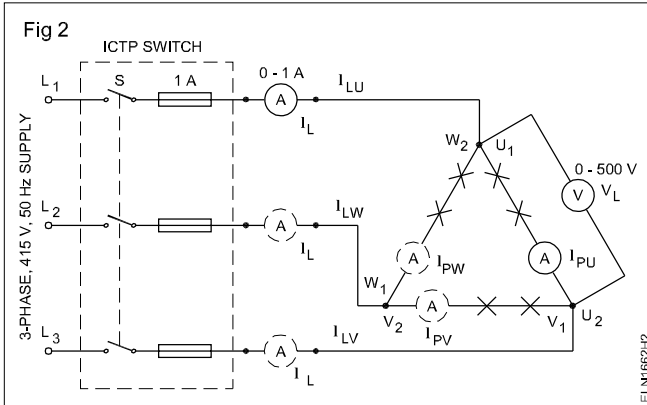 Fig 2
ICTP SWITCH
L1
S
1 A
0 - 1 A
A
IL
ILU
W2
U1
0 - 500 V
V
VL
3-PHASE, 415 V, 50 Hz SUPPLY
L2
A
IL
ILW
A
IPW
A
IPU
W1
V2
A
IPV
V1
U2
L3
A
IL
ILV
ELN1662H2